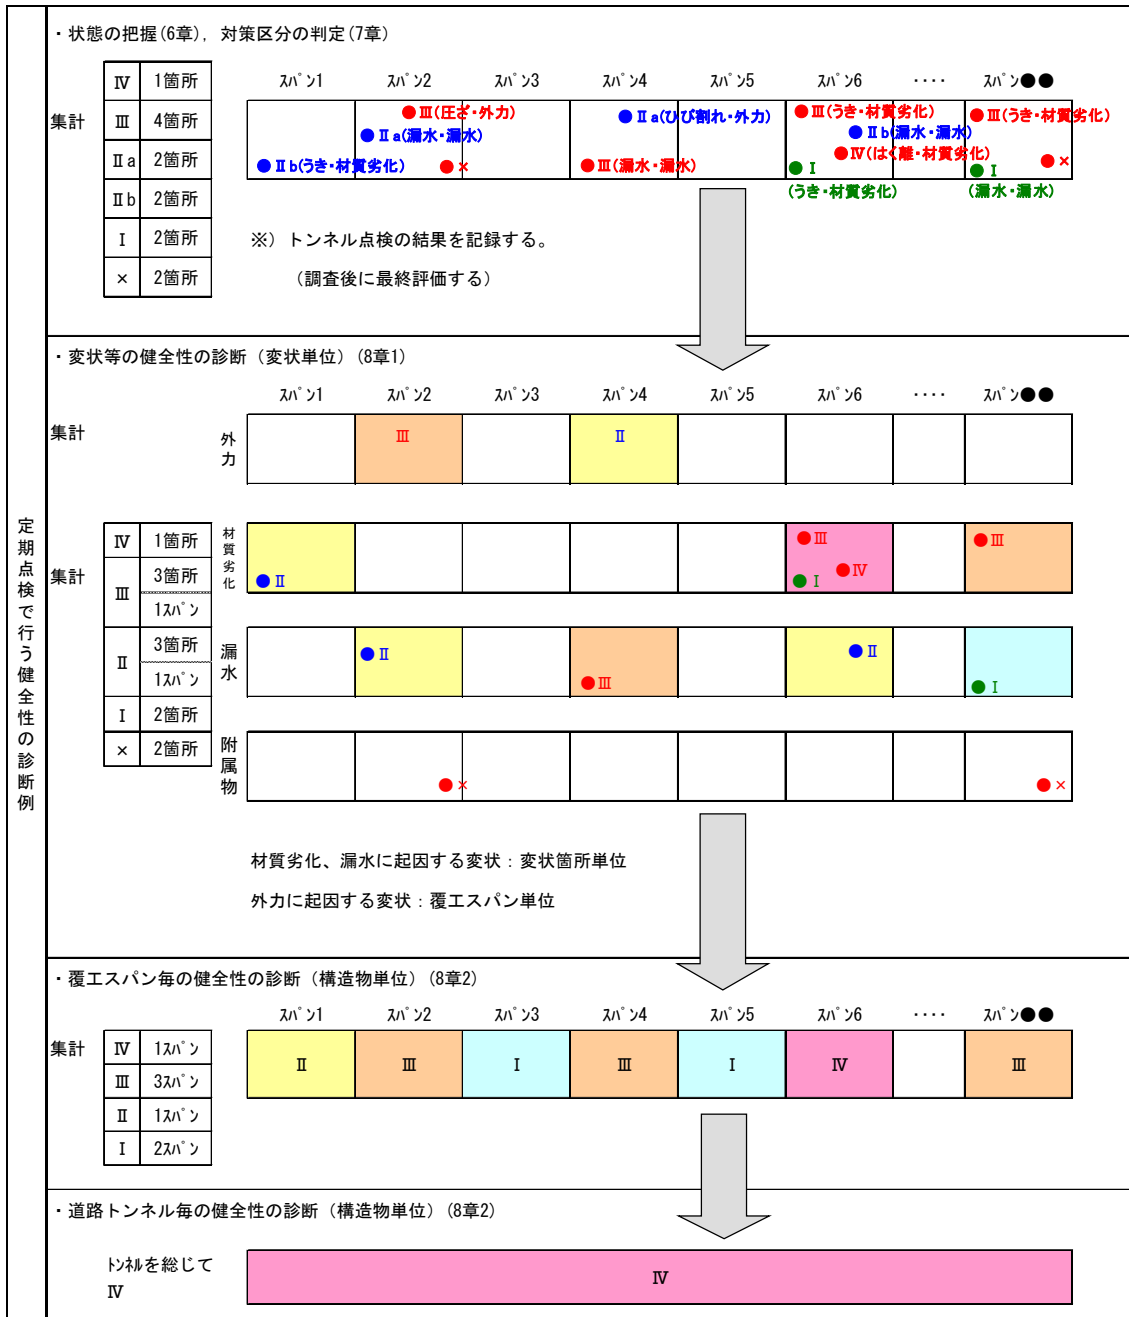 定期点検で行う健全性の診断例
・状態の把握(6章), 対策区分の判定(7章)
ｽﾊﾟﾝ1 ｽﾊﾟﾝ2 ｽﾊﾟﾝ3 ｽﾊﾟﾝ4 ｽﾊﾟﾝ5 ｽﾊﾟﾝ6 ‥‥ ｽﾊﾟﾝ●●
集計
Ⅳ 1箇所
Ⅲ 4箇所
Ⅱa 2箇所
Ⅱb 2箇所
Ⅰ 2箇所
× 2箇所
●Ⅱb(うき・材質劣化)
●Ⅲ(圧ざ・外力)
●Ⅱa(漏水・漏水)
●×
●Ⅱa(ひび割れ・外力)
●Ⅲ(漏水・漏水)
●Ⅲ(うき・材質劣化)
●Ⅱb(漏水・漏水)
●Ⅳ(はく離・材質劣化)
●Ⅰ
(うき・材質劣化)
●Ⅲ(うき・材質劣化)
●×
●Ⅰ
(漏水・漏水)
※) トンネル点検の結果を記録する。
(調査後に最終評価する)
・変状等の健全性の診断（変状単位）(8章1)
ｽﾊﾟﾝ1 ｽﾊﾟﾝ2 ｽﾊﾟﾝ3 ｽﾊﾟﾝ4 ｽﾊﾟﾝ5 ｽﾊﾟﾝ6 ‥‥ ｽﾊﾟﾝ●●
集計
外力
Ⅲ Ⅱ
集計
Ⅳ 1箇所
Ⅲ 3箇所
1ｽﾊﾟﾝ
Ⅱ 3箇所
1ｽﾊﾟﾝ
Ⅰ 2箇所
× 2箇所
材質劣化
●Ⅱ
●Ⅲ
●Ⅳ
●Ⅰ
●Ⅲ
漏水
●Ⅱ
●Ⅲ
●Ⅱ
●Ⅰ
附属物
●× ●×
材質劣化、漏水に起因する変状：変状箇所単位
外力に起因する変状：覆工スパン単位
・覆工スパン毎の健全性の診断（構造物単位）(8章2)
ｽﾊﾟﾝ1 ｽﾊﾟﾝ2 ｽﾊﾟﾝ3 ｽﾊﾟﾝ4 ｽﾊﾟﾝ5 ｽﾊﾟﾝ6 ‥‥ ｽﾊﾟﾝ●●
集計
Ⅳ 1ｽﾊﾟﾝ
Ⅲ 3ｽﾊﾟﾝ
Ⅱ 1ｽﾊﾟﾝ
Ⅰ 2ｽﾊﾟﾝ
Ⅱ Ⅲ Ⅰ Ⅲ Ⅰ Ⅳ Ⅲ
・道路トンネル毎の健全性の診断（構造物単位）(8章2)
ﾄﾝﾈﾙを総じて
Ⅳ
Ⅳ